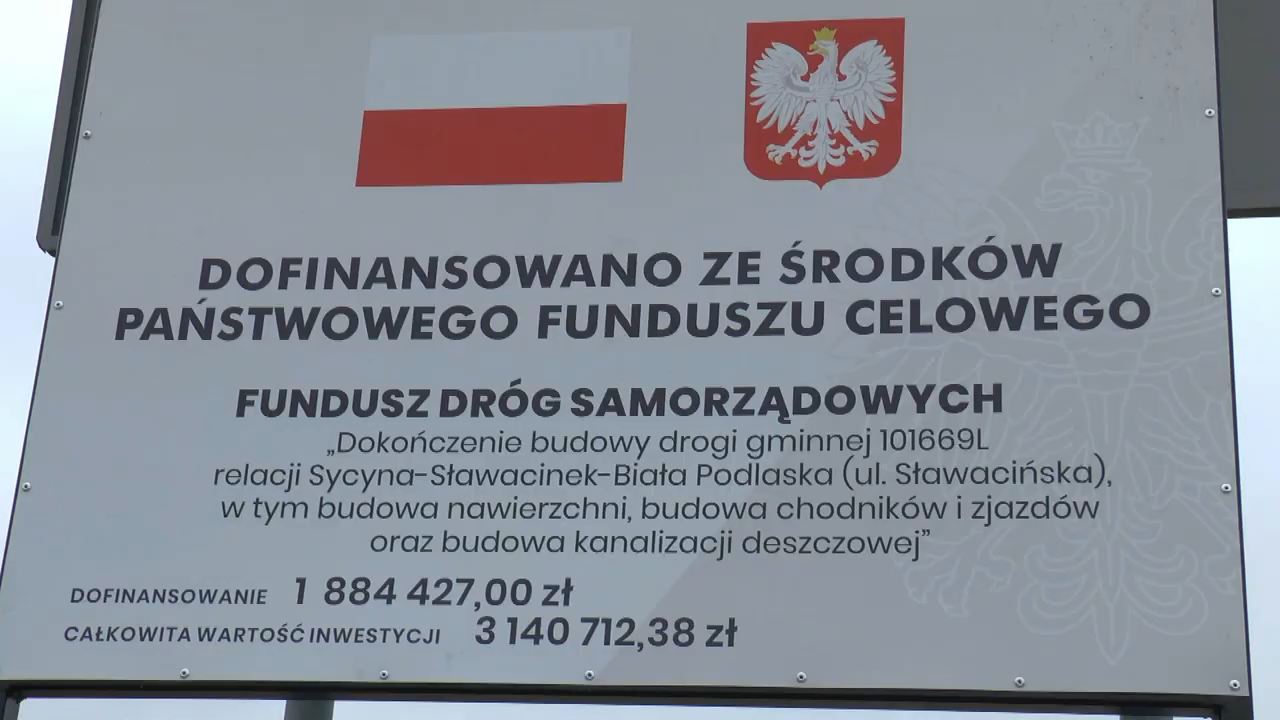 DOFINANSOWANO ZE ŚRODKÓW
PAŃSTWOWEGO FUNDUSZU CELOWEGO
FUNDUSZ DRÓG SAMORZĄDOWYCH
„Dokończenie budowy drogi gminnej 101669L
relacji Sycyna-Sławacinek-Biała Podlaska (ul. Sławacińska),
w tym budowa nawierzchni, budowa chodników i zjazdów
oraz budowa kanalizacji deszczowej”
DOFINANSOWANIE 1 884 427,00 zł
CAŁKOWITA WARTOŚĆ INWESTYCJI 3 140 712,38 zł